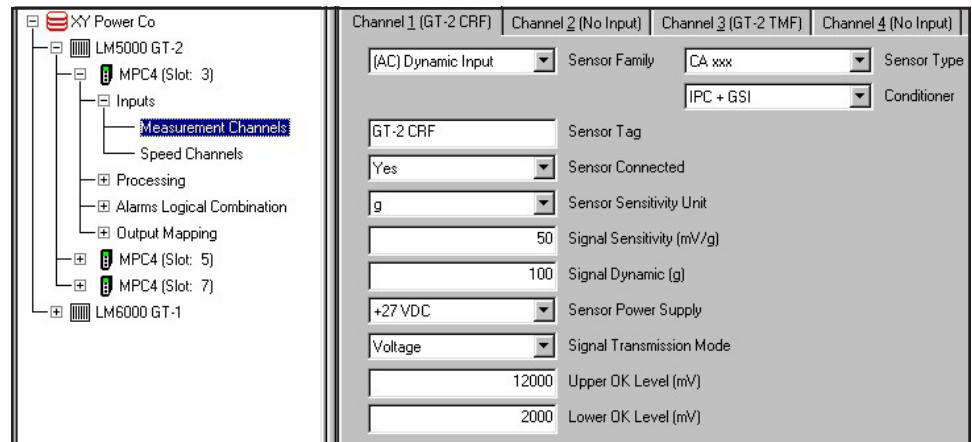 XY Power Co
LM5000 GT-2
MPC4 (Slot: 3)
Inputs
Measurement Channels
Speed Channels
Processing
Alarms Logical Combination
Output Mapping
MPC4 (Slot: 5)
MPC4 (Slot: 7)
LM6000 GT-1
Channel 1 (GT-2 CRF) Channel 2 (No Input) Channel 3 (GT-2 TMF) Channel 4 (No Input)
(AC) Dynamic Input Sensor Family CA xxx Sensor Type
IPC + GSI Conditioner
GT-2 CRF Sensor Tag
Yes Sensor Connected
g Sensor Sensitivity Unit
50 Signal Sensitivity (mV/g)
100 Signal Dynamic (g)
+27 VDC Sensor Power Supply
Voltage Signal Transmission Mode
12000 Upper OK Level (mV)
2000 Lower OK Level (mV)